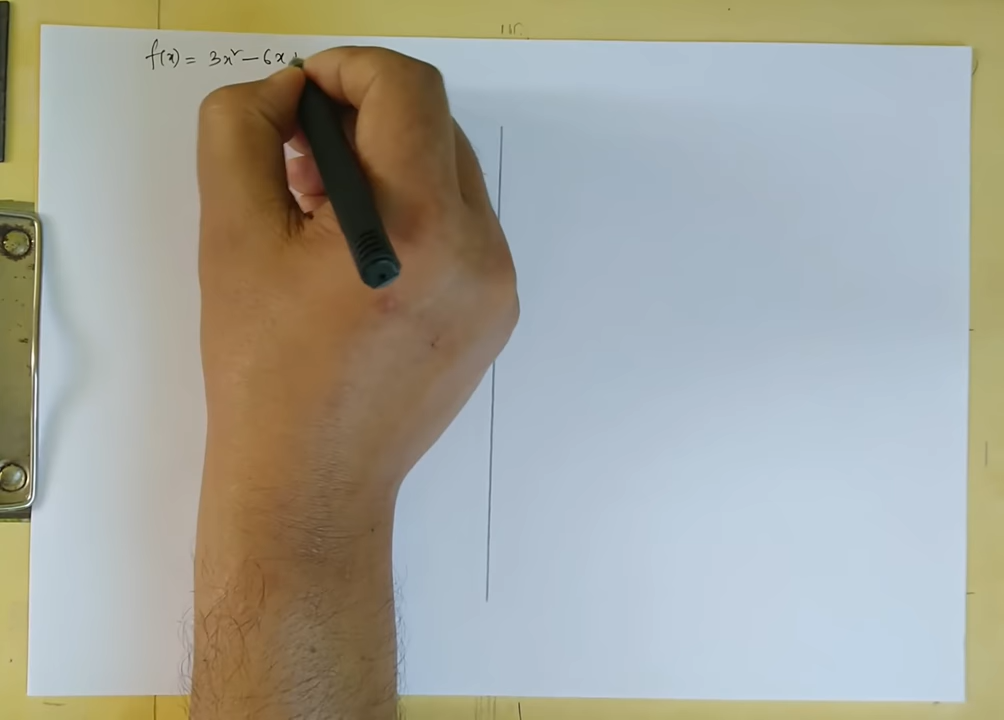 f(x) = 3x² - 6x +